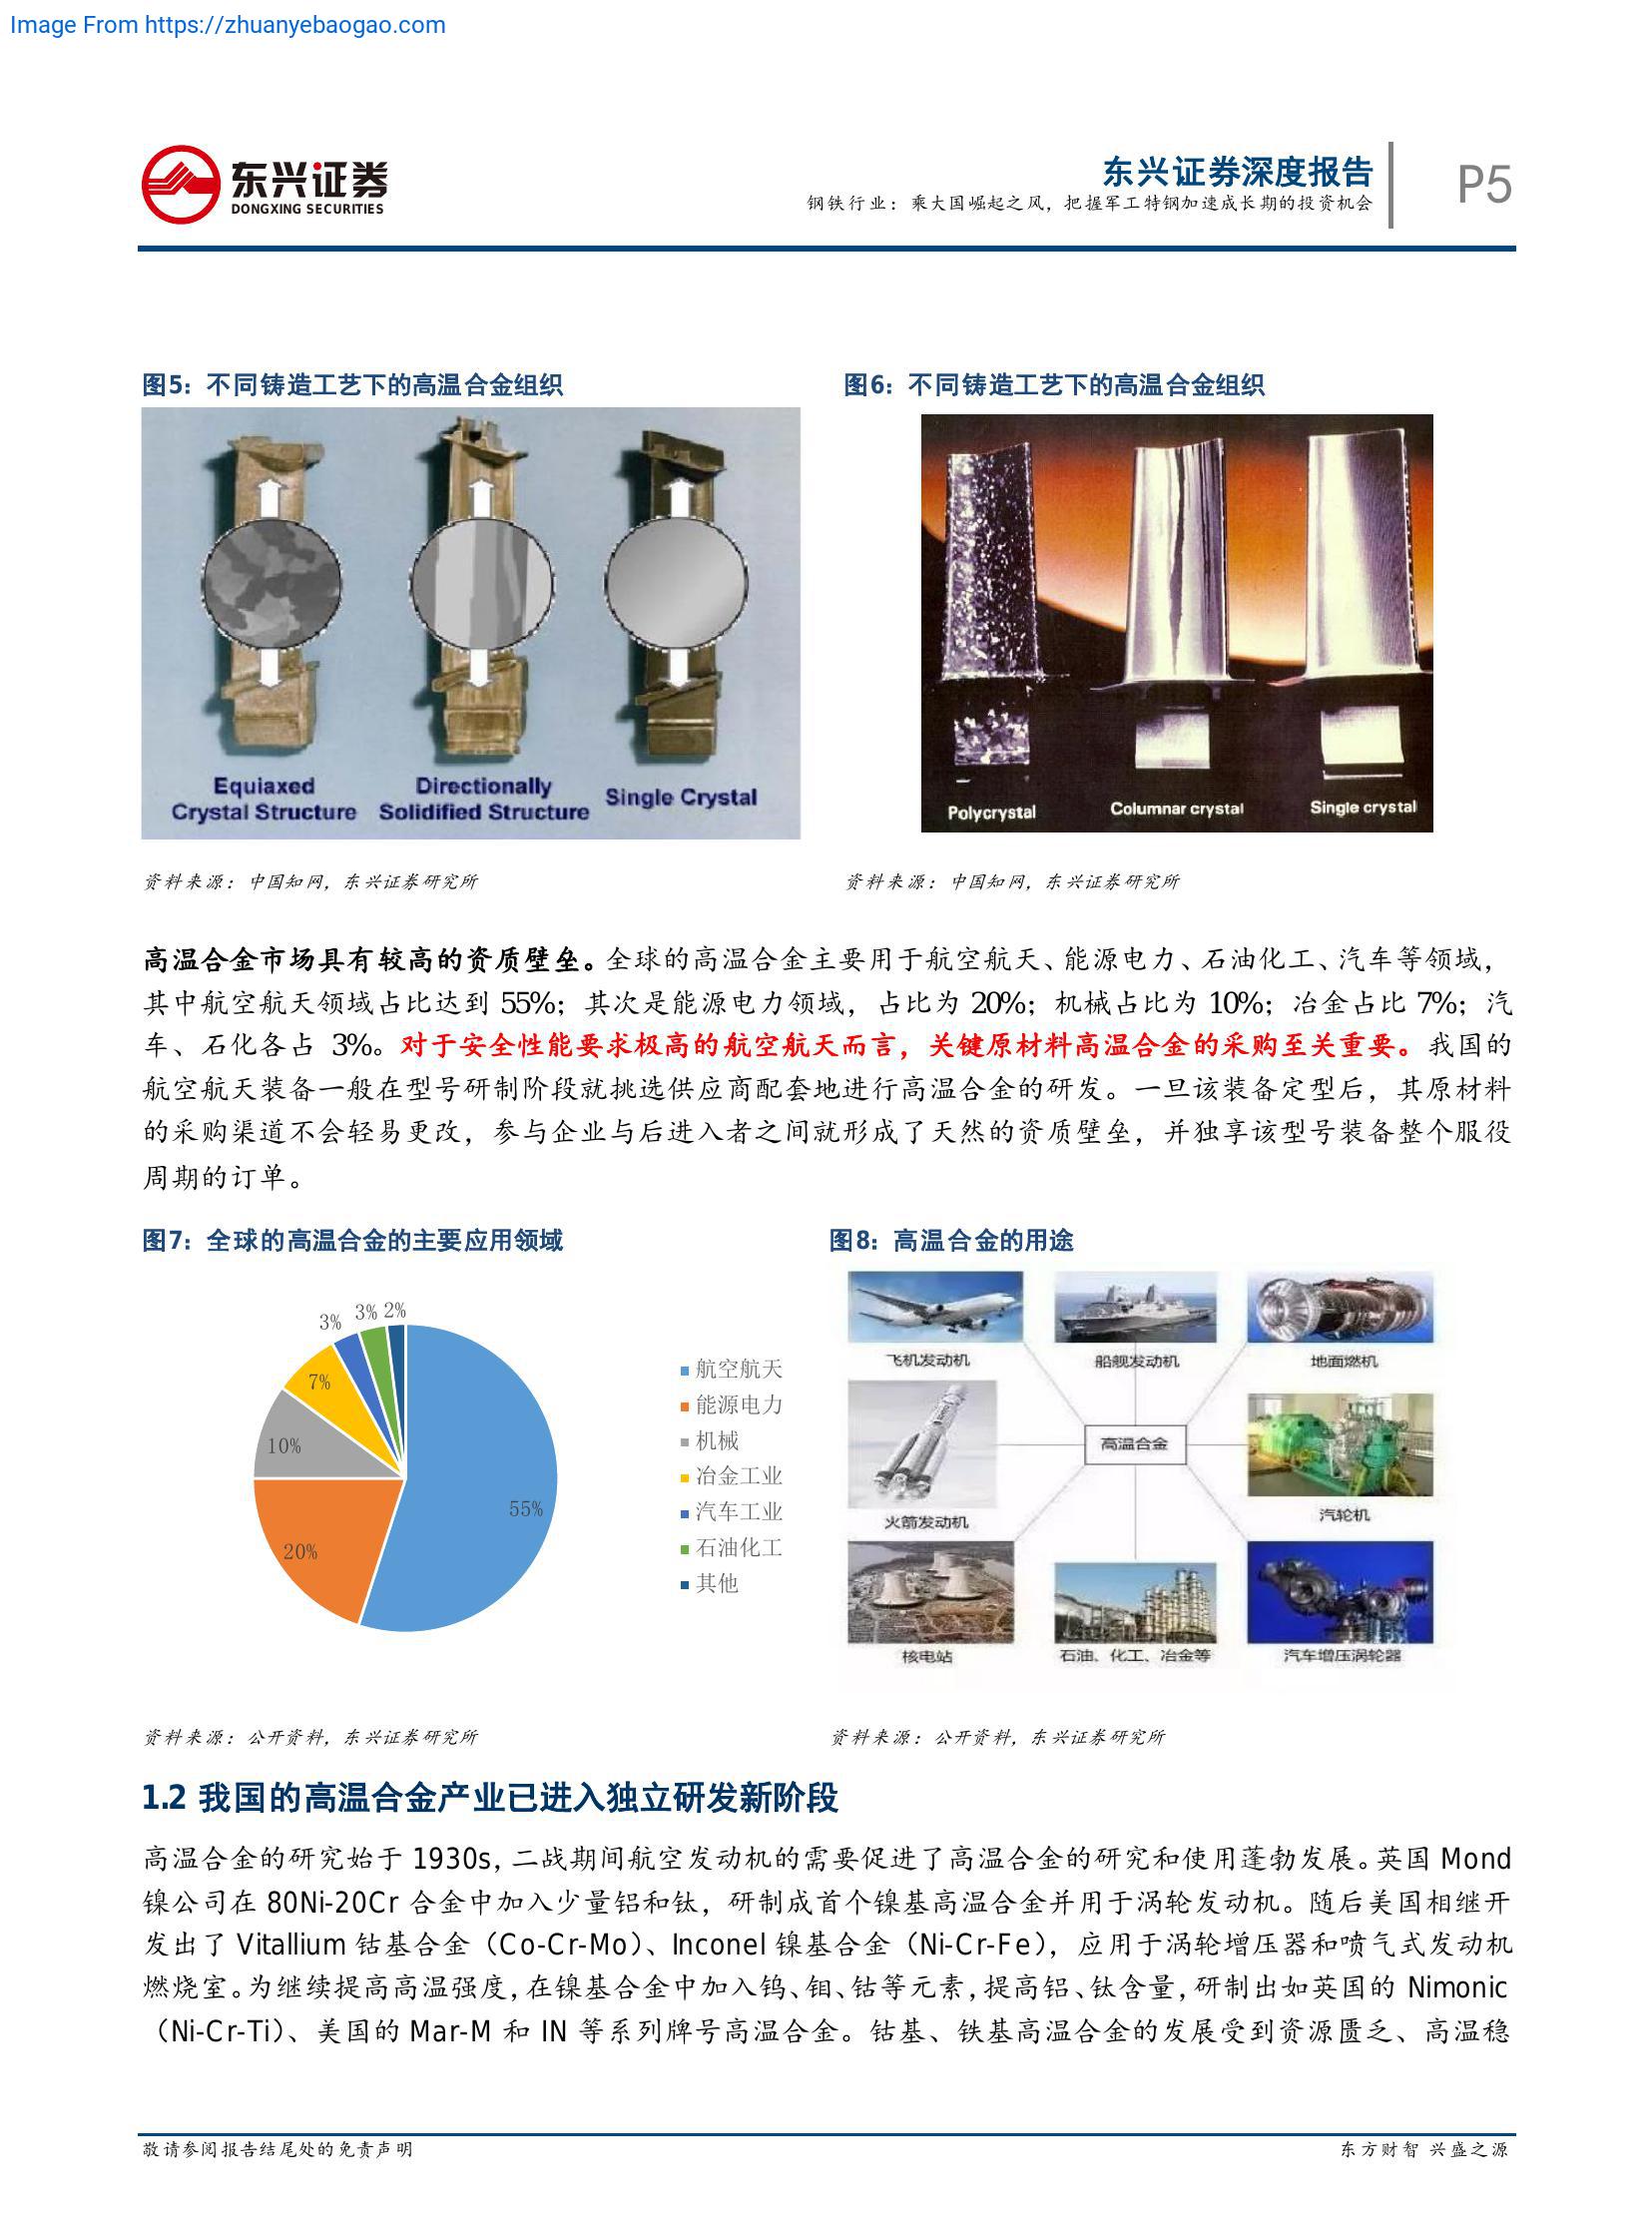 Image From https://zhuanyebaogao.com
东兴证券
DONGXING SECURITIES
东兴证券深度报告
钢铁行业：乘大国崛起之风，把握军工特钢加速成长期的投资机会
P5
图5：不同铸造工艺下的高温合金组织
Equiaxed
Crystal Structure
Directionally
Solidified Structure
Single Crystal
资料来源：中国知网，东兴证券研究所
图6：不同铸造工艺下的高温合金组织
Polycrystal
Columnar crystal
Single crystal
资料来源：中国知网，东兴证券研究所
高温合金市场具有较高的资质壁垒。全球的高温合金主要用于航空航天、能源电力、石油化工、汽车等领域，
其中航空航天领域占比达到 55%；其次是能源电力领域，占比为 20%；机械占比为 10%；冶金占比 7%；汽
车、石化各占 3%。对于安全性能要求极高的航空航天而言，关键原材料高温合金的采购至关重要。我国的
航空航天装备一般在型号研制阶段就挑选供应商配套地进行高温合金的研发。一旦该装备定型后，其原材料
的采购渠道不会轻易更改，参与企业与后进入者之间就形成了天然的资质壁垒，并独享该型号装备整个服役
周期的订单。
图7：全球的高温合金的主要应用领域
3%
3%
2%
7%
10%
20%
55%
航空航天
能源电力
机械
冶金工业
汽车工业
石油化工
其他
资料来源：公开资料，东兴证券研究所
图8：高温合金的用途
飞机发动机
船舰发动机
地面燃机
高温合金
火箭发动机
汽轮机
核电站
石油、化工、冶金等
汽车增压涡轮器
资料来源：公开资料，东兴证券研究所
1.2 我国的高温合金产业已进入独立研发新阶段
高温合金的研究始于 1930s，二战期间航空发动机的需要促进了高温合金的研究和使用蓬勃发展。英国 Mond
镍公司在 80Ni-20Cr 合金中加入少量铝和钛，研制成首个镍基高温合金并用于涡轮发动机。随后美国相继开
发出了 Vitallium 钴基合金（Co-Cr-Mo）、Inconel 镍基合金（Ni-Cr-Fe），应用于涡轮增压器和喷气式发动机
燃烧室。为继续提高高温强度，在镍基合金中加入钨、钼、钴等元素，提高铝、钛含量，研制出如英国的 Nimonic
（Ni-Cr-Ti）、美国的 Mar-M 和 IN 等系列牌号高温合金。钴基、铁基高温合金的发展受到资源匮乏、高温稳
敬请参阅报告结尾处的免责声明
东方财智 兴盛之源